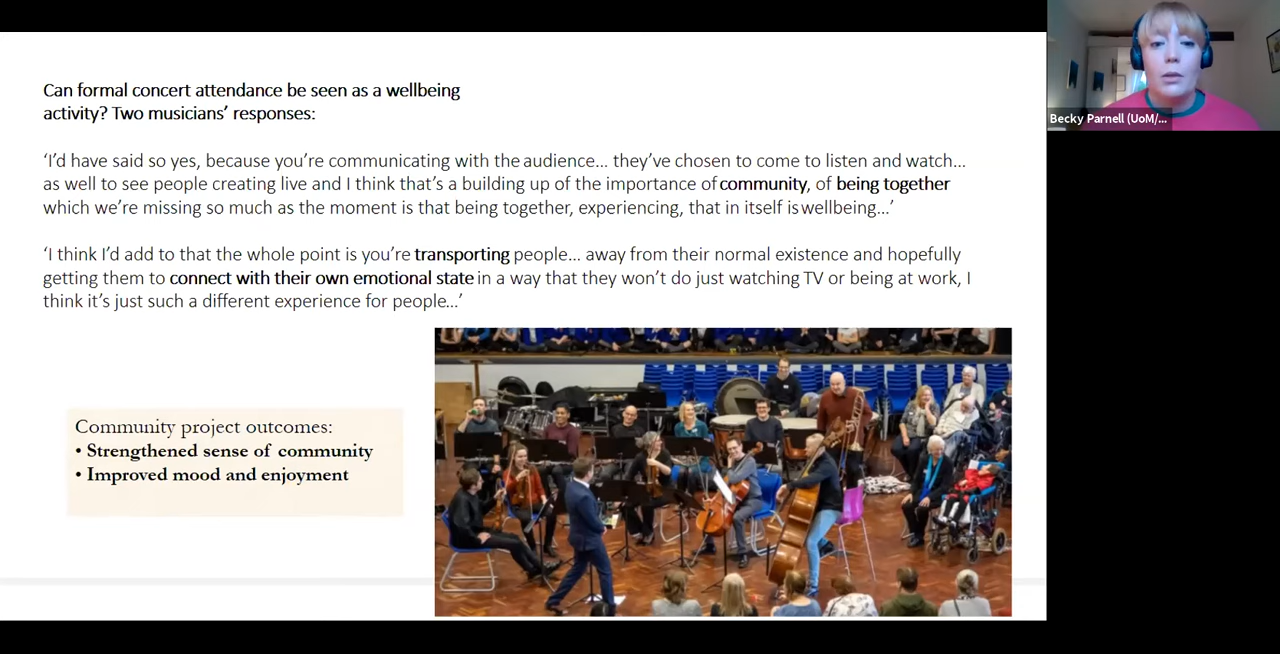 Can formal concert attendance be seen as a wellbeing
activity? Two musicians’ responses:
‘I’d have said so yes, because you’re communicating with the audience... they’ve chosen to come to listen and watch...
as well to see people creating live and I think that’s a building up of the importance of community, of being together
which we’re missing so much as the moment is that being together, experiencing, that in itself is wellbeing...’
‘I think I’d add to that the whole point is you’re transporting people... away from their normal existence and hopefully
getting them to connect with their own emotional state in a way that they won’t do just watching TV or being at work, I
think it’s just such a different experience for people...’
Community project outcomes:
• Strengthened sense of community
• Improved mood and enjoyment
Becky Parnell (UoM/...